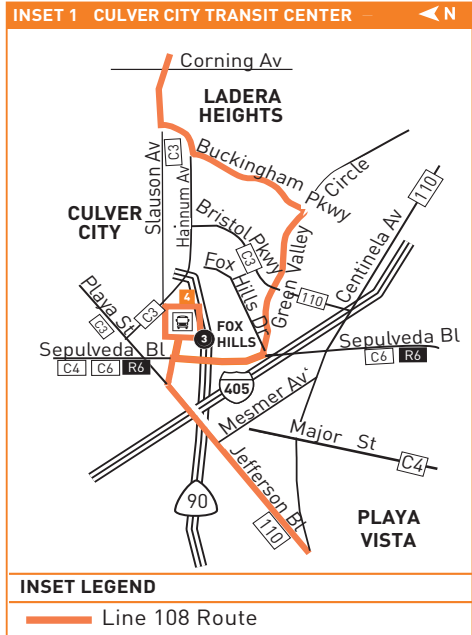 INSET 1 CULVER CITY TRANSIT CENTER
N
Corning Av
LADERA
HEIGHTS
Slauson Av
C3
Hannum Av
Buckingham Pkwy
Circle
110
CULVER
CITY
Bristol Pkwy
C3
Green Valley
Centinela Av
Fox Hills Dr
110
Playa St
C3
C3
4
3
FOX
HILLS
Sepulveda Bl
C4 C6 R6
Sepulveda Bl
C6 R6
405
Mesmer Av
Major St
C4
90
Jefferson Bl
110
PLAYA
VISTA
INSET LEGEND
Line 108 Route